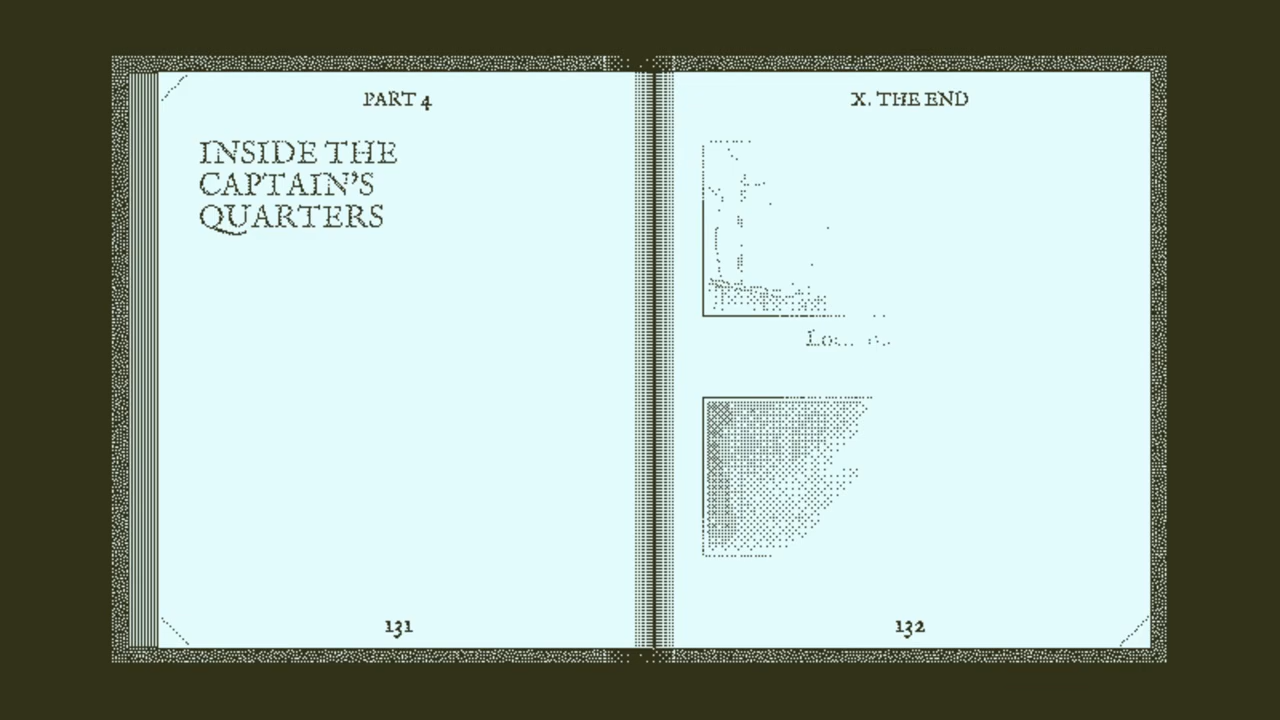 PART 4
INSIDE THE
CAPTAIN'S
QUARTERS
131
X. THE END
132